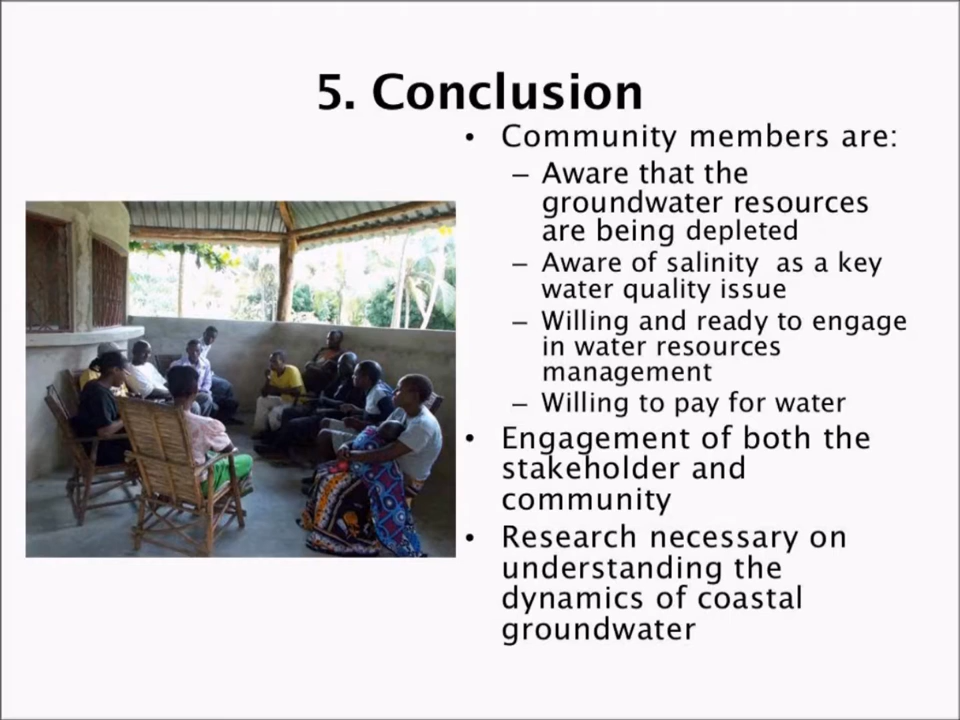 5. Conclusion
• Community members are:
– Aware that the
groundwater resources
are being depleted
– Aware of salinity  as a key
water quality issue
– Willing and ready to engage
in water resources
management
– Willing to pay for water
• Engagement of both the
stakeholder and
community
• Research necessary on
understanding the
dynamics of coastal
groundwater